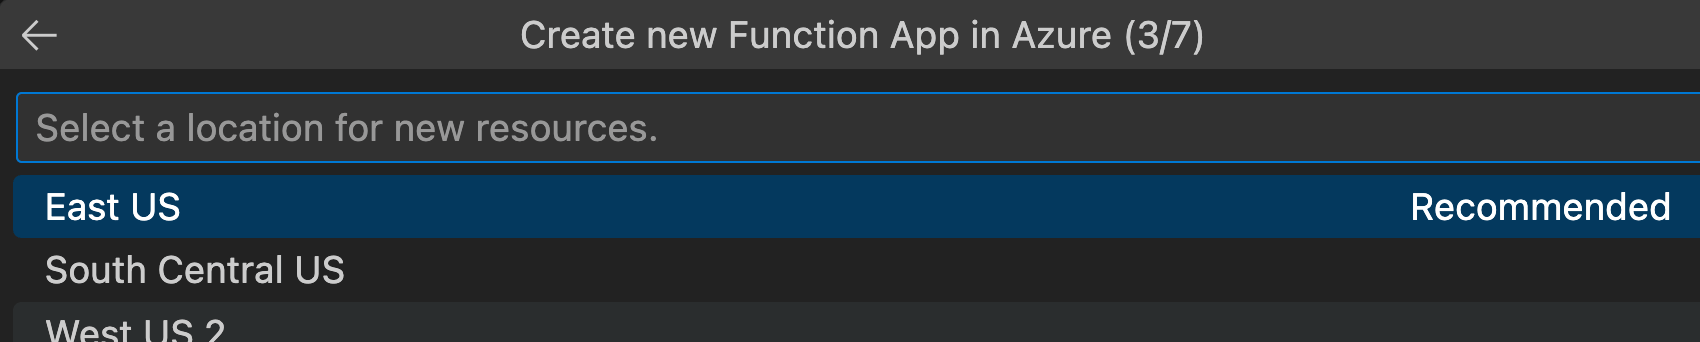 Create new Function App in Azure (3/7)
Select a location for new resources.
East US Recommended
South Central US
West US 2